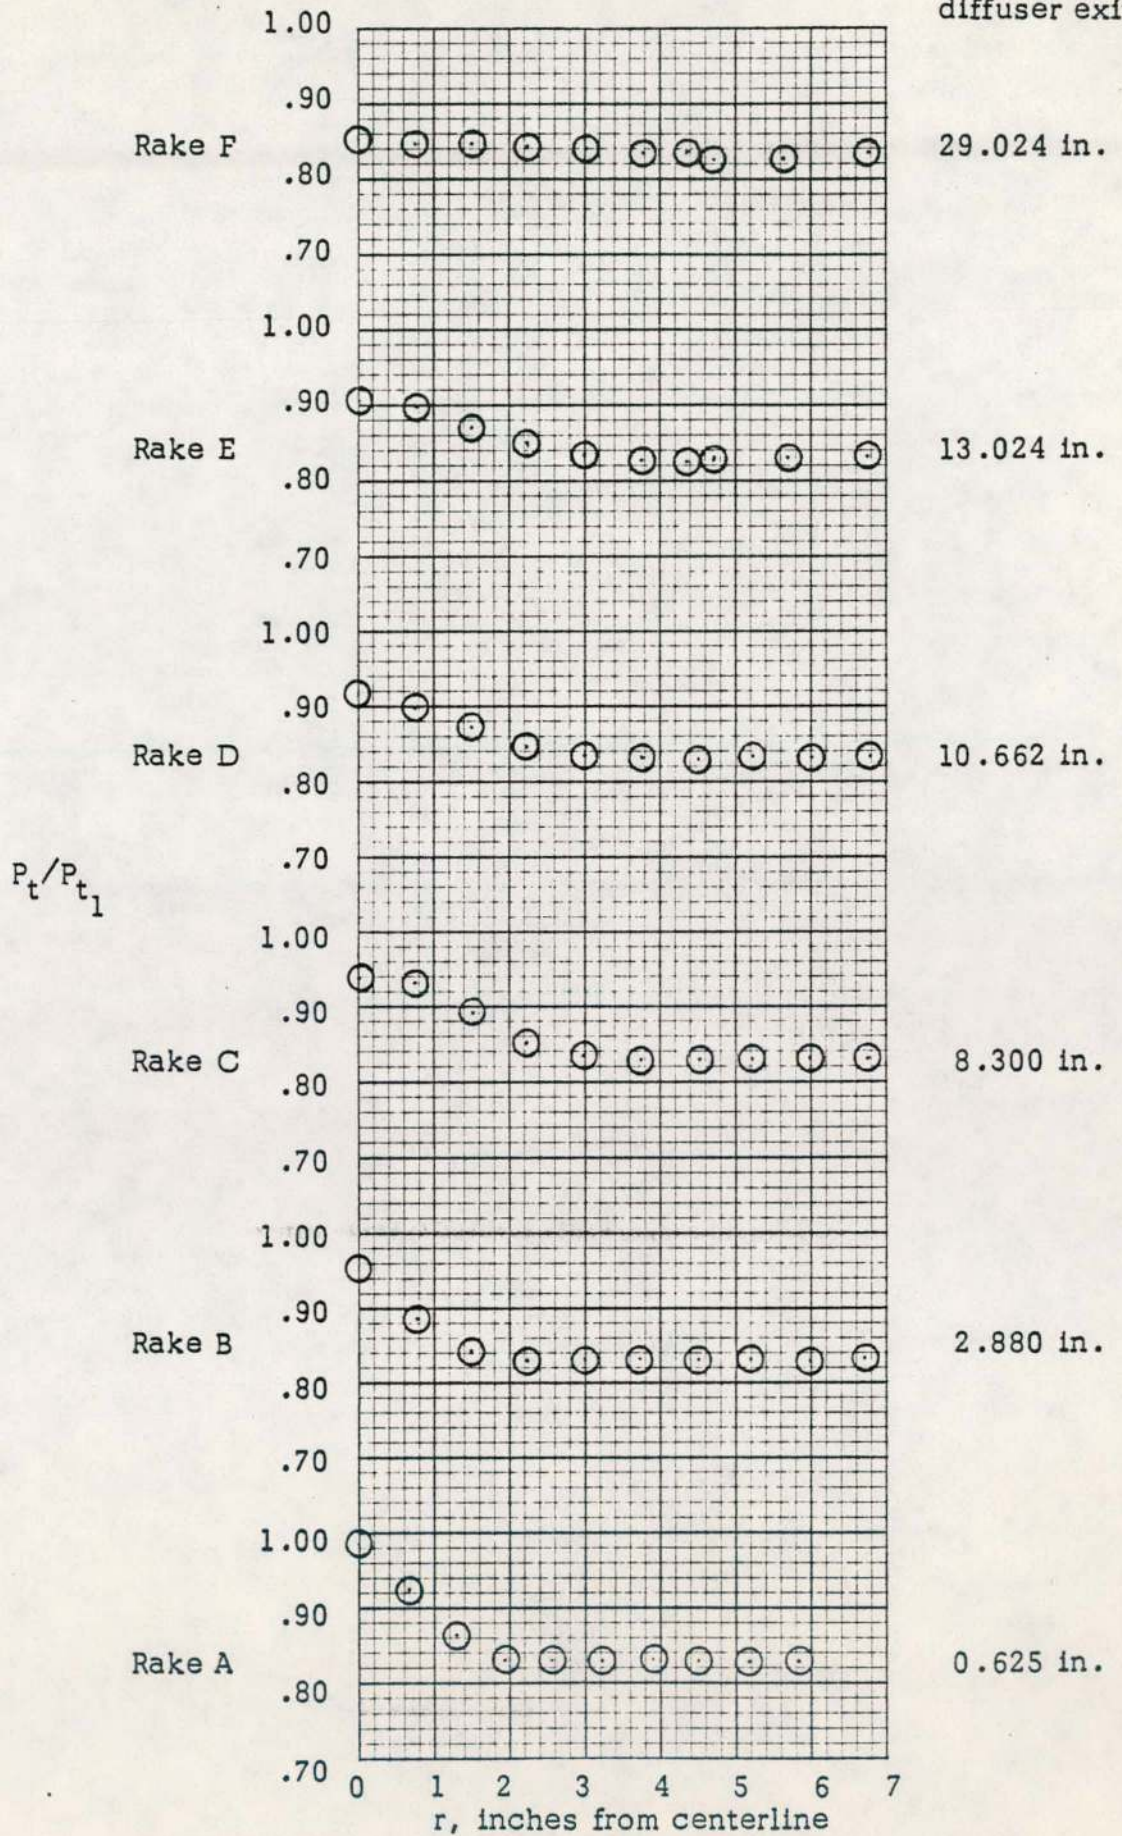 diffuser exi
1.00
.90
Rake F
29.024 in.
.80
.70
1.00
.90
Rake E
13.024 in.
.80
.70
1.00
.90
Rake D
10.662 in.
.80
.70
Pt/Pt1
1.00
.90
Rake C
8.300 in.
.80
.70
1.00
.90
Rake B
2.880 in.
.80
.70
1.00
.90
Rake A
0.625 in.
.80
.70
0 1 2 3 4 5 6 7
r, inches from centerline